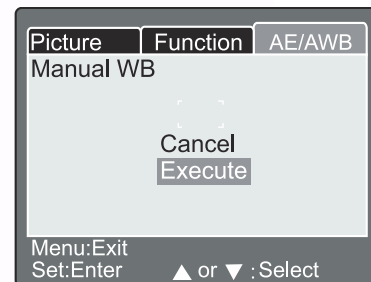 Picture Function AE/AWB
Manual WB
Cancel
Execute
Menu:Exit
Set:Enter ▲ or ▼ :Select